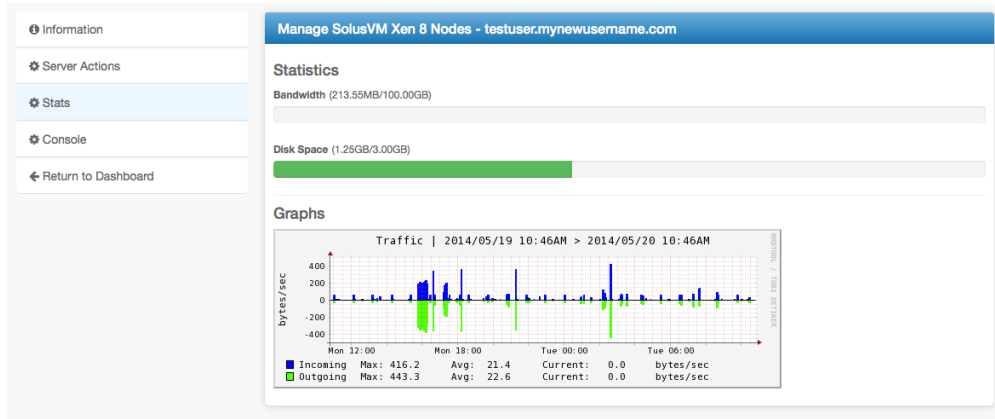 Information
Server Actions
Stats
Console
Return to Dashboard
Manage SolusVM Xen 8 Nodes - testuser.mynewusername.com
Statistics
Bandwidth (213.55MB/100.00GB)
Disk Space (1.25GB/3.00GB)
Graphs
Traffic | 2014/05/19 10:46AM > 2014/05/20 10:46AM
RRDTOOL / TOBI OETIKER
bytes/sec
400
200
0
-200
-400
Mon 12:00 Mon 18:00 Tue 00:00 Tue 06:00
Incoming Max: 416.2 Avg: 21.4 Current: 0.0 bytes/sec
Outgoing Max: 443.3 Avg: 22.6 Current: 0.0 bytes/sec